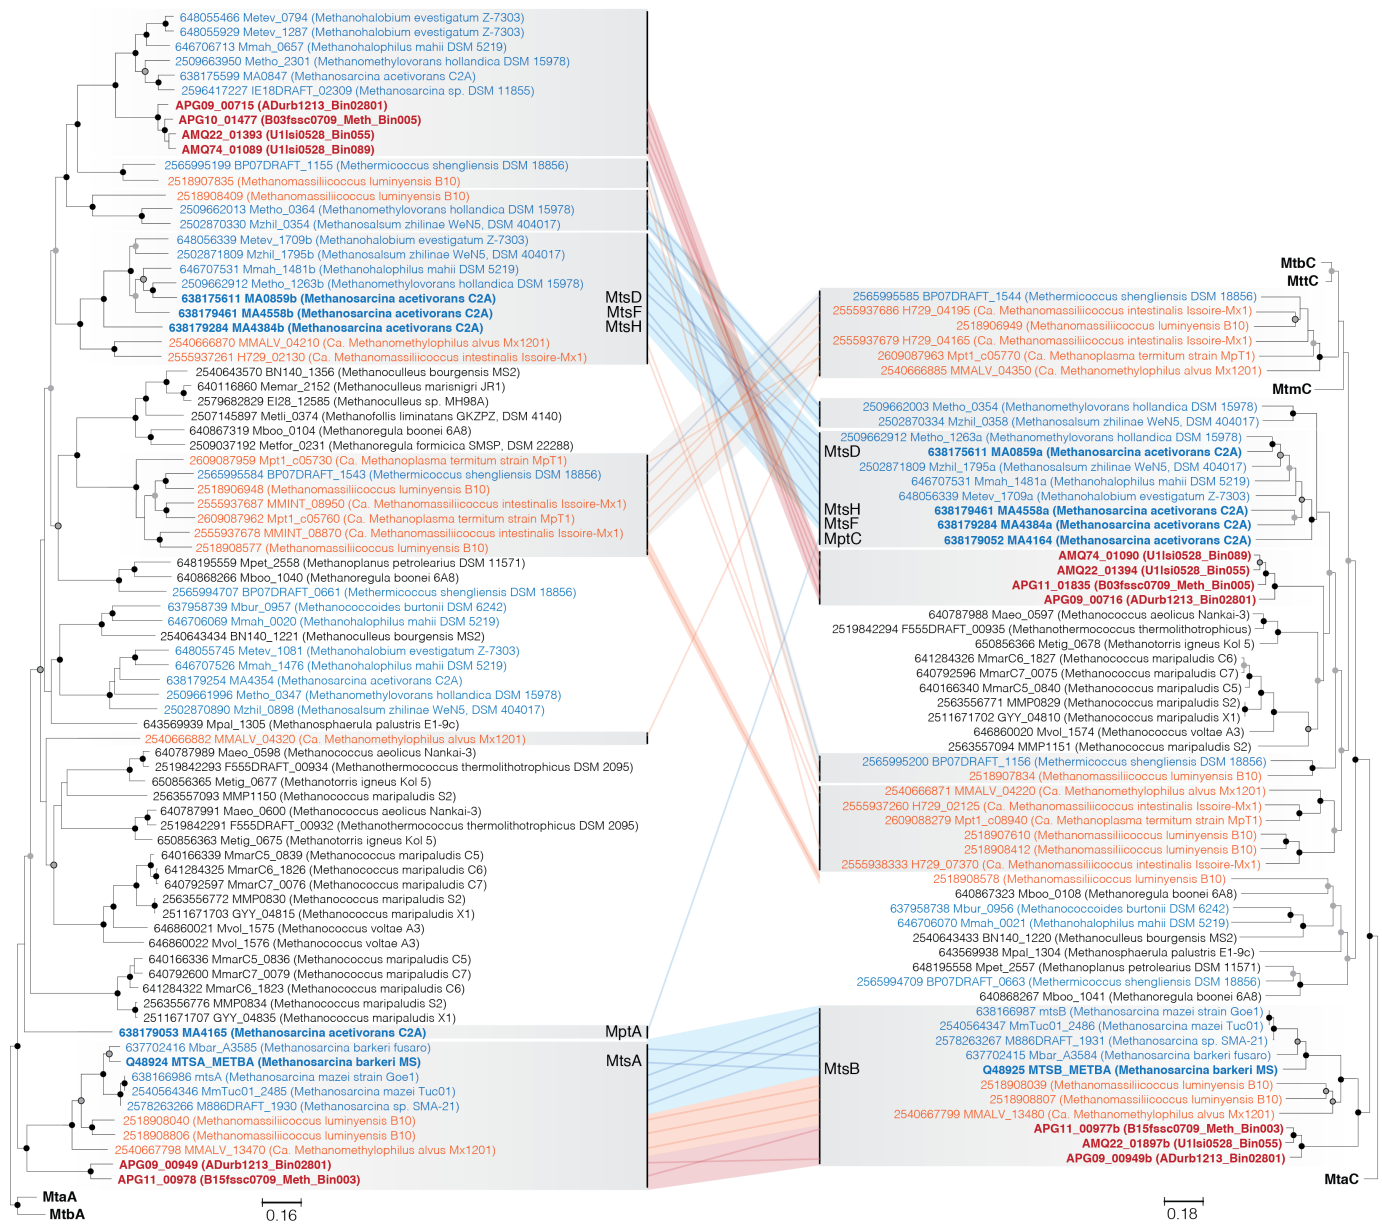 648055466 Metev_0794 (Methanohalobium evestigatum Z-7303)
648055929 Metev_1287 (Methanohalobium evestigatum Z-7303)
646706713 Mmah_0657 (Methanohalophilus mahii DSM 5219)
2509663950 Metho_2301 (Methanomethylovorans hollandica DSM 15978)
638175599 MA0847 (Methanosarcina acetivorans C2A)
2596417227 IE18DRAFT_02309 (Methanosarcina sp. DSM 11855)
APG09_00715 (ADurb1213_Bin02801)
APG10_01477 (B03fssc0709_Meth_Bin005)
AMQ22_01393 (U1lsi0528_Bin055)
AMQ74_01089 (U1lsi0528_Bin089)
2565995199 BP07DRAFT_1155 (Methermicoccus shengliensis DSM 18856)
2518907835 (Methanomassiliicoccus luminyensis B10)
2518908409 (Methanomassiliicoccus luminyensis B10)
2509662013 Metho_0364 (Methanomethylovorans hollandica DSM 15978)
2502870330 Mzhil_0354 (Methanosalsum zhilinae WeN5, DSM 404017)
648056339 Metev_1709b (Methanohalobium evestigatum Z-7303)
2502871809 Mzhil_1795b (Methanosalsum zhilinae WeN5, DSM 404017)
646707531 Mmah_1481b (Methanohalophilus mahii DSM 5219)
2509662912 Metho_1263b (Methanomethylovorans hollandica DSM 15978)
638175611 MA0859b (Methanosarcina acetivorans C2A) MtsD
638179461 MA4558b (Methanosarcina acetivorans C2A) MtsF
638179284 MA4384b (Methanosarcina acetivorans C2A) MtsH
2540666870 MMALV_04210 (Ca. Methanomethylophilus alvus Mx1201)
2555937261 H729_02130 (Ca. Methanomassiliicoccus intestinalis Issoire-Mx1)
2540643570 BN140_1356 (Methanoculleus bourgensis MS2)
640116860 Memar_2152 (Methanoculleus marisnigri JR1)
2579682829 EI28_12585 (Methanoculleus sp. MH98A)
2507145897 Metli_0374 (Methanofollis liminatans GKZPZ, DSM 4140)
640867319 Mboo_0104 (Methanoregula boonei 6A8)
2509037192 Metfor_0231 (Methanoregula formicica SMSP, DSM 22288)
2609087959 Mpt1_c05730 (Ca. Methanoplasma termitum strain MpT1)
2565995584 BP07DRAFT_1543 (Methermicoccus shengliensis DSM 18856)
2518906948 (Methanomassiliicoccus luminyensis B10)
2555937687 MMINT_08950 (Ca. Methanomassiliicoccus intestinalis Issoire-Mx1)
2609087962 Mpt1_c05760 (Ca. Methanoplasma termitum strain MpT1)
2555937678 MMINT_08870 (Ca. Methanomassiliicoccus intestinalis Issoire-Mx1)
2518908577 (Methanomassiliicoccus luminyensis B10)
648195559 Mpet_2558 (Methanoplanus petrolearius DSM 11571)
640868266 Mboo_1040 (Methanoregula boonei 6A8)
2565994707 BP07DRAFT_0661 (Methermicoccus shengliensis DSM 18856)
637958739 Mbur_0957 (Methanococcoides burtonii DSM 6242)
646706069 Mmah_0020 (Methanohalophilus mahii DSM 5219)
2540643434 BN140_1221 (Methanoculleus bourgensis MS2)
648055745 Metev_1081 (Methanohalobium evestigatum Z-7303)
646707526 Mmah_1476 (Methanohalophilus mahii DSM 5219)
638179254 MA4354 (Methanosarcina acetivorans C2A)
2509661996 Metho_0347 (Methanomethylovorans hollandica DSM 15978)
2502870890 Mzhil_0898 (Methanosalsum zhilinae WeN5, DSM 404017)
643569939 Mpal_1305 (Methanosphaerula palustris E1-9c)
2540666882 MMALV_04320 (Ca. Methanomethylophilus alvus Mx1201)
640787989 Maeo_0598 (Methanococcus aeolicus Nankai-3)
2519842293 F555DRAFT_00934 (Methanothermococcus thermolithotrophicus DSM 2095)
650856365 Metig_0677 (Methanotorris igneus Kol 5)
2563557093 MMP1150 (Methanococcus maripaludis S2)
640787991 Maeo_0600 (Methanococcus aeolicus Nankai-3)
2519842291 F555DRAFT_00932 (Methanothermococcus thermolithotrophicus DSM 2095)
650856363 Metig_0675 (Methanotorris igneus Kol 5)
640166339 MmarC5_0839 (Methanococcus maripaludis C5)
641284325 MmarC6_1826 (Methanococcus maripaludis C6)
640792597 MmarC7_0076 (Methanococcus maripaludis C7)
2563556772 MMP0830 (Methanococcus maripaludis S2)
2511671703 GYY_04815 (Methanococcus maripaludis X1)
646860021 Mvol_1575 (Methanococcus voltae A3)
646860022 Mvol_1576 (Methanococcus voltae A3)
640166336 MmarC5_0836 (Methanococcus maripaludis C5)
640792600 MmarC7_0079 (Methanococcus maripaludis C7)
641284322 MmarC6_1823 (Methanococcus maripaludis C6)
2563556776 MMP0834 (Methanococcus maripaludis S2)
2511671707 GYY_04835 (Methanococcus maripaludis X1)
638179053 MA4165 (Methanosarcina acetivorans C2A) MptA
637702416 Mbar_A3585 (Methanosarcina barkeri fusaro)
Q48924 MTSA_METBA (Methanosarcina barkeri MS) MtsA
638166986 mtsA (Methanosarcina mazei strain Goe1)
2540564346 MmTuc01_2485 (Methanosarcina mazei Tuc01)
2578263266 M886DRAFT_1930 (Methanosarcina sp. SMA-21)
2518908040 (Methanomassiliicoccus luminyensis B10)
2518908806 (Methanomassiliicoccus luminyensis B10)
2540667798 MMALV_13470 (Ca. Methanomethylophilus alvus Mx1201)
APG09_00949 (ADurb1213_Bin02801)
APG11_00978 (B15fssc0709_Meth_Bin003)
MtaA
MtbA
0.16
MtbC
MttC
2565995585 BP07DRAFT_1544 (Methermicoccus shengliensis DSM 18856)
2555937686 H729_04195 (Ca. Methanomassiliicoccus intestinalis Issoire-Mx1)
2518906949 (Methanomassiliicoccus luminyensis B10)
2555937679 H729_04165 (Ca. Methanomassiliicoccus intestinalis Issoire-Mx1)
2609087963 Mpt1_c05770 (Ca. Methanoplasma termitum strain MpT1)
2540666885 MMALV_04350 (Ca. Methanomethylophilus alvus Mx1201)
MtmC
2509662003 Metho_0354 (Methanomethylovorans hollandica DSM 15978)
2502870334 Mzhil_0358 (Methanosalsum zhilinae WeN5, DSM 404017)
2509662912 Metho_1263a (Methanomethylovorans hollandica DSM 15978)
MtsD 638175611 MA0859a (Methanosarcina acetivorans C2A)
2502871809 Mzhil_1795a (Methanosalsum zhilinae WeN5, DSM 404017)
646707531 Mmah_1481a (Methanohalophilus mahii DSM 5219)
648056339 Metev_1709a (Methanohalobium evestigatum Z-7303)
MtsH 638179461 MA4558a (Methanosarcina acetivorans C2A)
MtsF 638179284 MA4384a (Methanosarcina acetivorans C2A)
MptC 638179052 MA4164 (Methanosarcina acetivorans C2A)
AMQ74_01090 (U1lsi0528_Bin089)
AMQ22_01394 (U1lsi0528_Bin055)
APG11_01835 (B03fssc0709_Meth_Bin005)
APG09_00716 (ADurb1213_Bin02801)
640787988 Maeo_0597 (Methanococcus aeolicus Nankai-3)
2519842294 F555DRAFT_00935 (Methanothermococcus thermolithotrophicus)
650856366 Metig_0678 (Methanotorris igneus Kol 5)
641284326 MmarC6_1827 (Methanococcus maripaludis C6)
640792596 MmarC7_0075 (Methanococcus maripaludis C7)
640166340 MmarC5_0840 (Methanococcus maripaludis C5)
2563556771 MMP0829 (Methanococcus maripaludis S2)
2511671702 GYY_04810 (Methanococcus maripaludis X1)
646860020 Mvol_1574 (Methanococcus voltae A3)
2563557094 MMP1151 (Methanococcus maripaludis S2)
2565995200 BP07DRAFT_1156 (Methermicoccus shengliensis DSM 18856)
2518907834 (Methanomassiliicoccus luminyensis B10)
2540666871 MMALV_04220 (Ca. Methanomethylophilus alvus Mx1201)
2555937260 H729_02125 (Ca. Methanomassiliicoccus intestinalis Issoire-Mx1)
2609088279 Mpt1_c08940 (Ca. Methanoplasma termitum strain MpT1)
2518907610 (Methanomassiliicoccus luminyensis B10)
2518908412 (Methanomassiliicoccus luminyensis B10)
2555938333 H729_07370 (Ca. Methanomassiliicoccus intestinalis Issoire-Mx1)
2518908578 (Methanomassiliicoccus luminyensis B10)
640867323 Mboo_0108 (Methanoregula boonei 6A8)
637958738 Mbur_0956 (Methanococcoides burtonii DSM 6242)
646706070 Mmah_0021 (Methanohalophilus mahii DSM 5219)
2540643433 BN140_1220 (Methanoculleus bourgensis MS2)
643569938 Mpal_1304 (Methanosphaerula palustris E1-9c)
648195558 Mpet_2557 (Methanoplanus petrolearius DSM 11571)
2565994709 BP07DRAFT_0663 (Methermicoccus shengliensis DSM 18856)
640868267 Mboo_1041 (Methanoregula boonei 6A8)
638166987 mtsB (Methanosarcina mazei strain Goe1)
2540564347 MmTuc01_2486 (Methanosarcina mazei Tuc01)
2578263267 M886DRAFT_1931 (Methanosarcina sp. SMA-21)
637702415 Mbar_A3584 (Methanosarcina barkeri fusaro)
MtsB Q48925 MTSB_METBA (Methanosarcina barkeri MS)
2518908039 (Methanomassiliicoccus luminyensis B10)
2518908807 (Methanomassiliicoccus luminyensis B10)
2540667799 MMALV_13480 (Ca. Methanomethylophilus alvus Mx1201)
APG11_00977b (B15fssc0709_Meth_Bin003)
AMQ22_01897b (U1lsi0528_Bin055)
APG09_00949b (ADurb1213_Bin02801)
MtaC
0.18